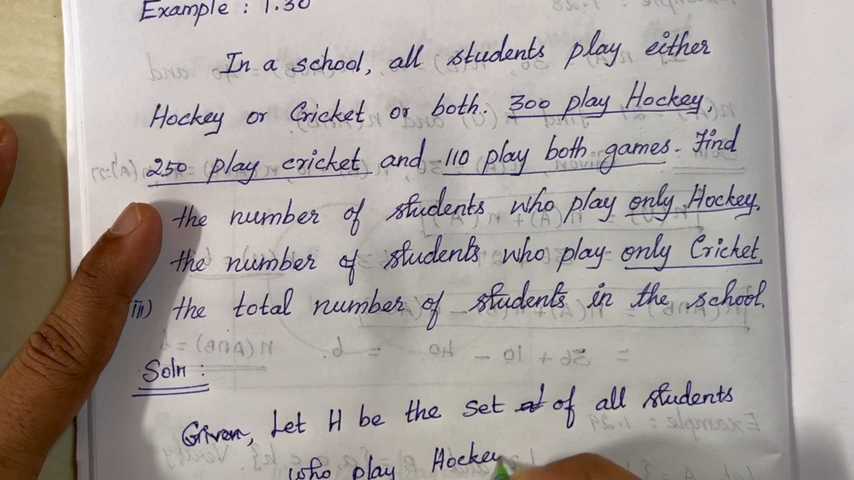 Example : 1.30
In a school, all students play either
Hockey or Cricket or both. 300 play Hockey,
250 play cricket and 110 play both games. Find
the number of students who play only Hockey.
the number of students who play only Cricket.
iii) the total number of students in the school.
Soln :
Given, Let H be the set of all students
who play Hockey